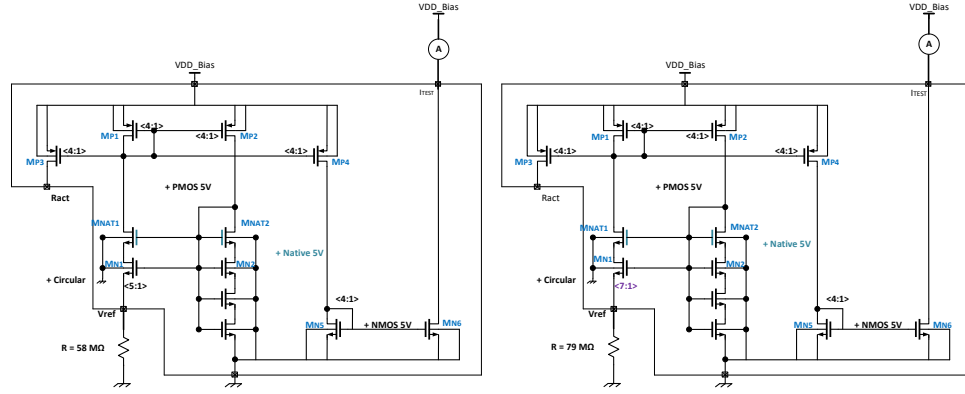 VDD_Bias
A
VDD_Bias
ITEST
<4:1>
MP1
<4:1>
MP2
MP3
<4:1>
<4:1>
MP4
Ract
+ PMOS 5V
MNAT1
MNAT2
+ Native 5V
MN1
MN2
+ Circular
<5:1>
<4:1>
Vref
MN5
+ NMOS 5V
MN6
R = 58 MΩ
VDD_Bias
A
VDD_Bias
ITEST
<4:1>
MP1
<4:1>
MP2
MP3
<4:1>
<4:1>
MP4
Ract
+ PMOS 5V
MNAT1
MNAT2
+ Native 5V
MN1
MN2
+ Circular
<7:1>
<4:1>
Vref
MN5
+ NMOS 5V
MN6
R = 79 MΩ